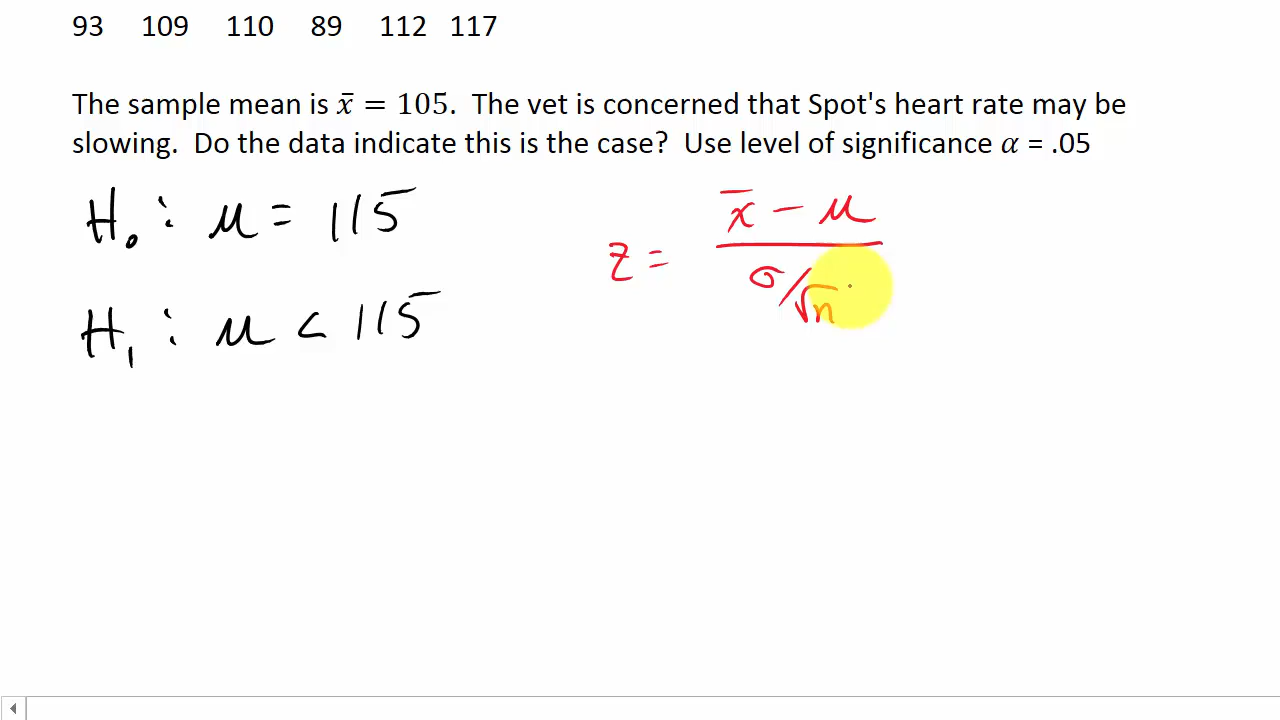 93 109 110 89 112 117
The sample mean is x̄ = 105. The vet is concerned that Spot's heart rate may be
slowing. Do the data indicate this is the case? Use level of significance α = .05
H₀ : μ = 115
z = (x̄ − μ) / (σ/√n)
H₁ : μ < 115